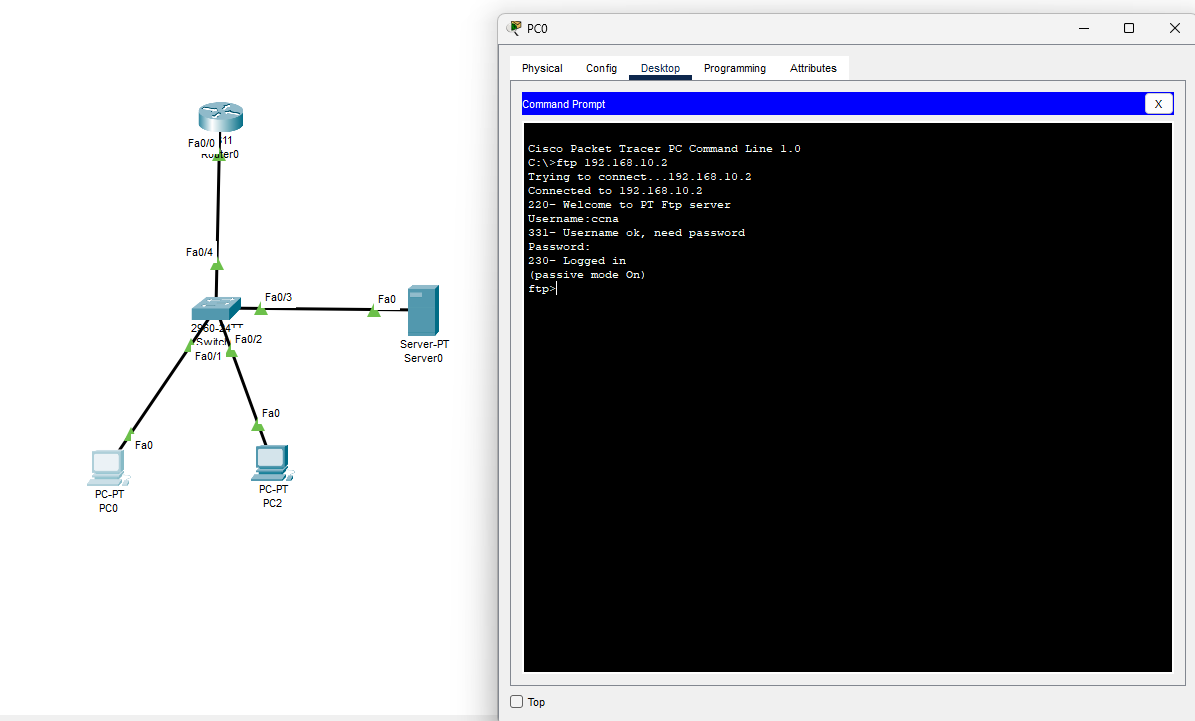 PC0
Physical
Config
Desktop
Programming
Attributes
Command Prompt
X
Cisco Packet Tracer PC Command Line 1.0
C:\>ftp 192.168.10.2
Trying to connect...192.168.10.2
Connected to 192.168.10.2
220- Welcome to PT Ftp server
Username:ccna
331- Username ok, need password
Password:
230- Logged in
(passive mode On)
ftp>
Top
Fa0/0
11
Router0
Fa0/4
Fa0/3
Fa0
2960-24TT
Switch
Fa0/2
Fa0/1
Server-PT
Server0
Fa0
Fa0
PC-PT
PC0
PC-PT
PC2